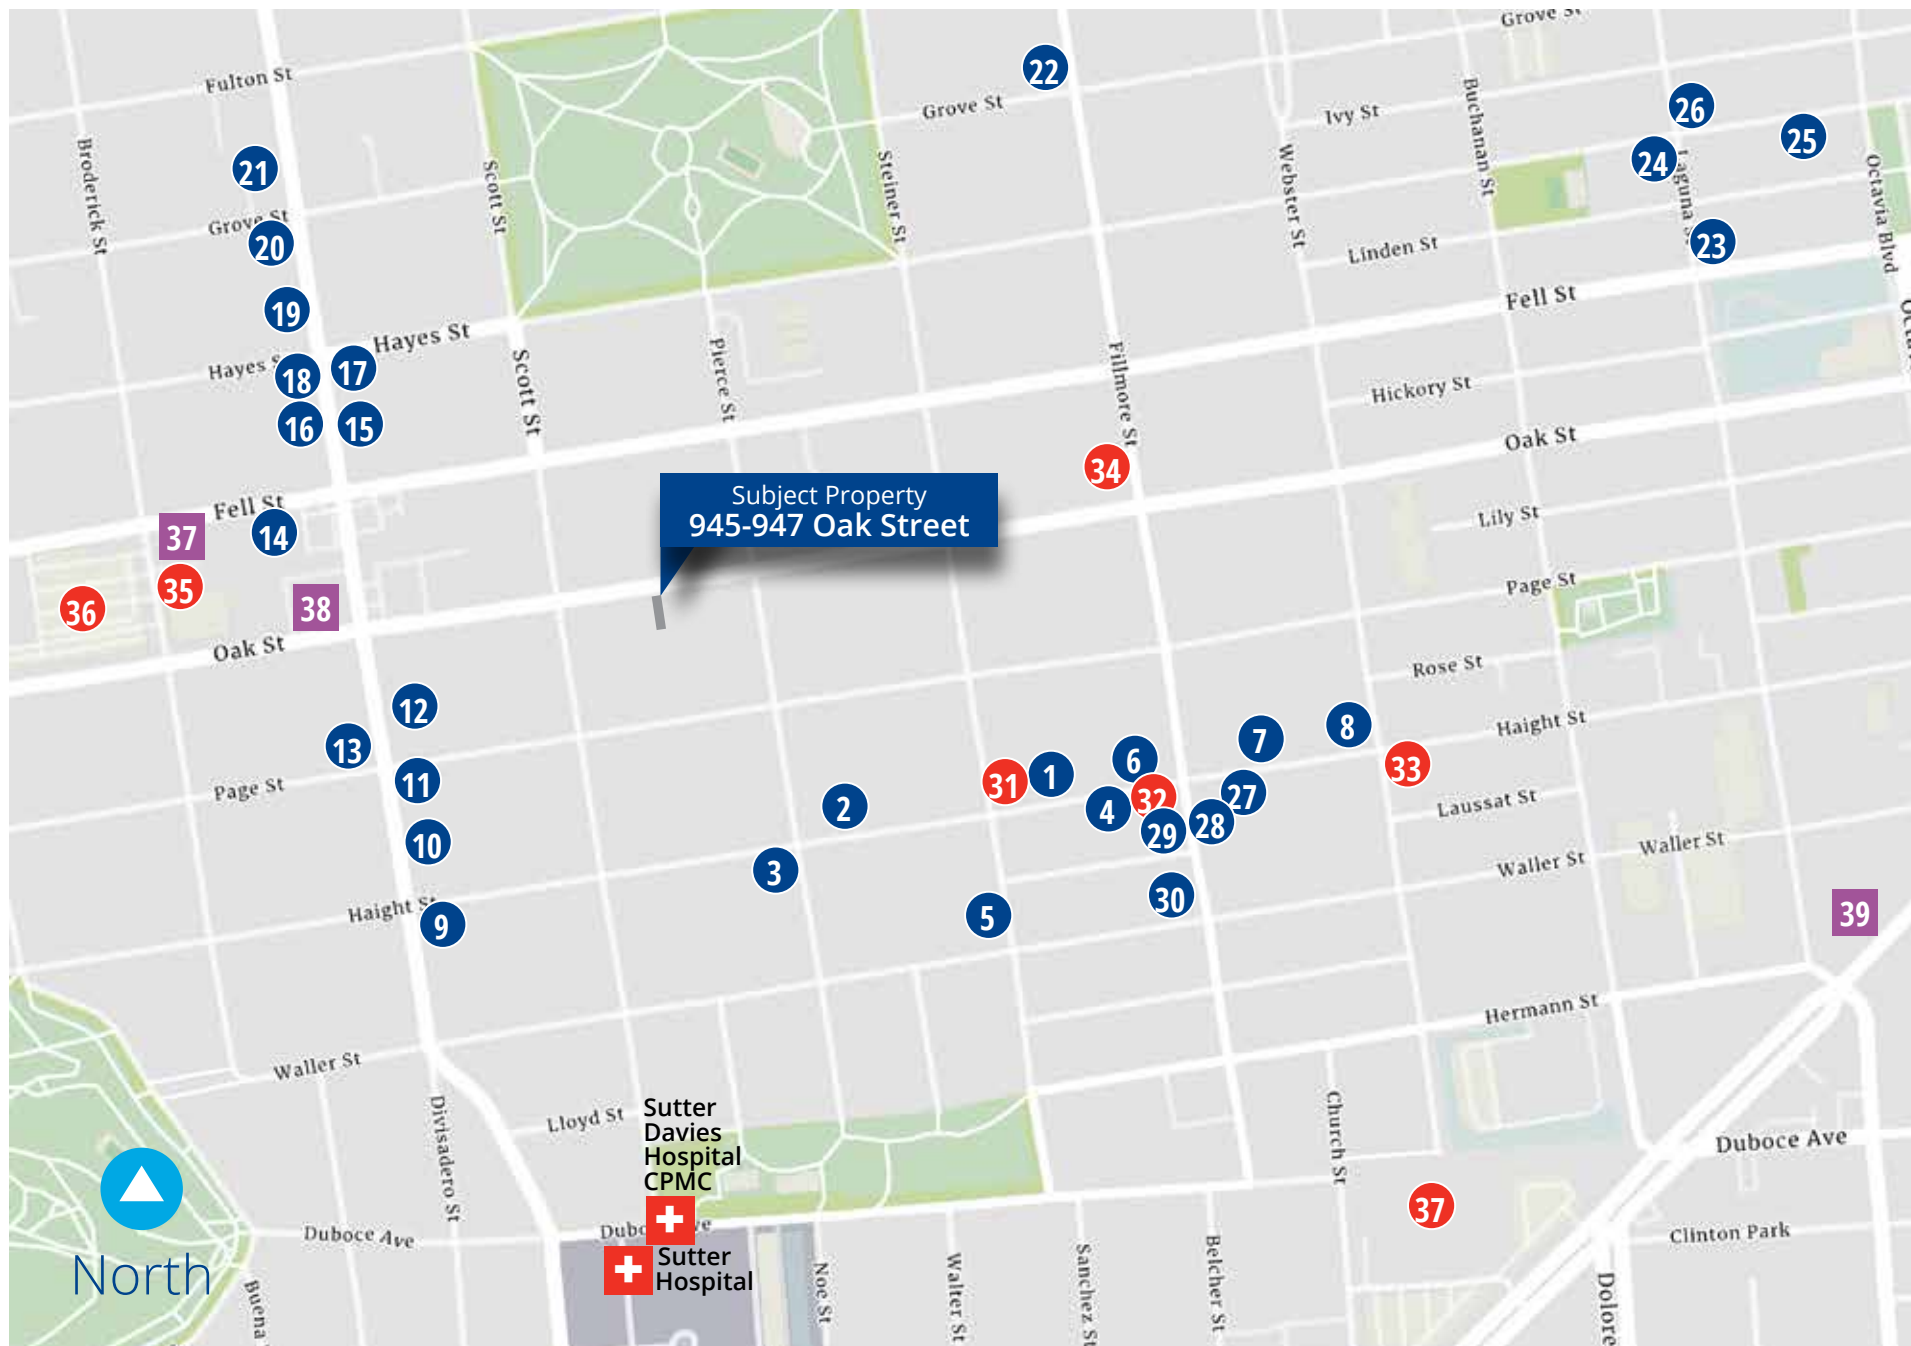 Grove St
Fulton St
22
Grove St
Ivy St
Buchanan St
26
25
24
Laguna St
Broderick St
21
Scott St
Steiner St
Webster St
Octavia Blvd
Grove St
20
Linden St
23
Fell St
19
Hayes St
Hayes S
18
17
Scott St
Pierce St
Fillmore St
Hickory St
16
15
Oak St
34
Subject Property
945-947 Oak Street
Fell St
37
14
Lily St
35
36
38
Page St
Oak St
Rose St
12
13
8
Haight St
7
6
33
11
31
1
32
27
Page St
2
4
28
29
Laussat St
10
Waller St
Waller St
3
30
Haight St
9
5
39
Hermann St
Waller St
Divisadero St
Lloyd St
Sutter
Davies
Hospital
CPMC
Church St
Duboce Ave
37
Duboce Ave
Clinton Park
Sutter
Hospital
North
Buena
Noe St
Walter St
Sanchez St
Belcher St
Dolore